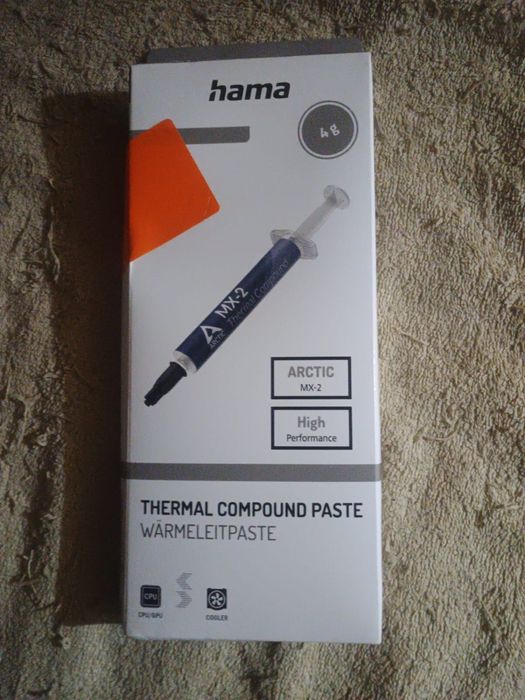 hama
4 g
MX-2
Thermal Compound
ARCTIC
ARCTIC
MX-2
High
Performance
THERMAL COMPOUND PASTE
WÄRMELEITPASTE
CPU
CPU/GPU
COOLER